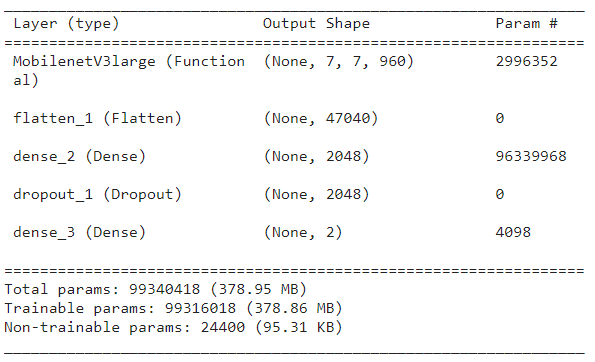 Layer (type) Output Shape Param #
MobilenetV3large (Function (None, 7, 7, 960) 2996352
al)
flatten_1 (Flatten) (None, 47040) 0
dense_2 (Dense) (None, 2048) 96339968
dropout_1 (Dropout) (None, 2048) 0
dense_3 (Dense) (None, 2) 4098
Total params: 99340418 (378.95 MB)
Trainable params: 99316018 (378.86 MB)
Non-trainable params: 24400 (95.31 KB)